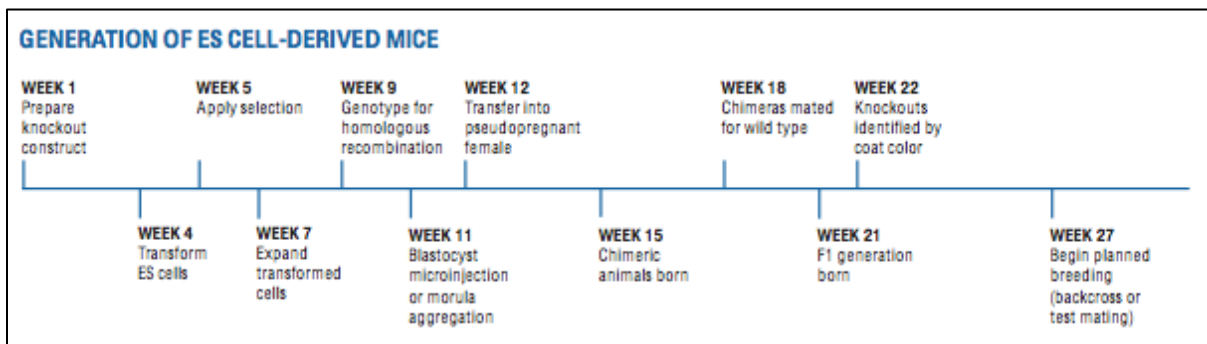 GENERATION OF ES CELL-DERIVED MICE
WEEK 1
Prepare
knockout
construct
WEEK 4
Transform
ES cells
WEEK 5
Apply selection
WEEK 7
Expand
transformed
cells
WEEK 9
Genotype for
homologous
recombination
WEEK 11
Blastocyst
microinjection
or morula
aggregation
WEEK 12
Transfer into
pseudopregnant
female
WEEK 15
Chimeric
animals born
WEEK 18
Chimeras mated
for wild type
WEEK 21
F1 generation
born
WEEK 22
Knockouts
identified by
coat color
WEEK 27
Begin planned
breeding
(backcross or
test mating)